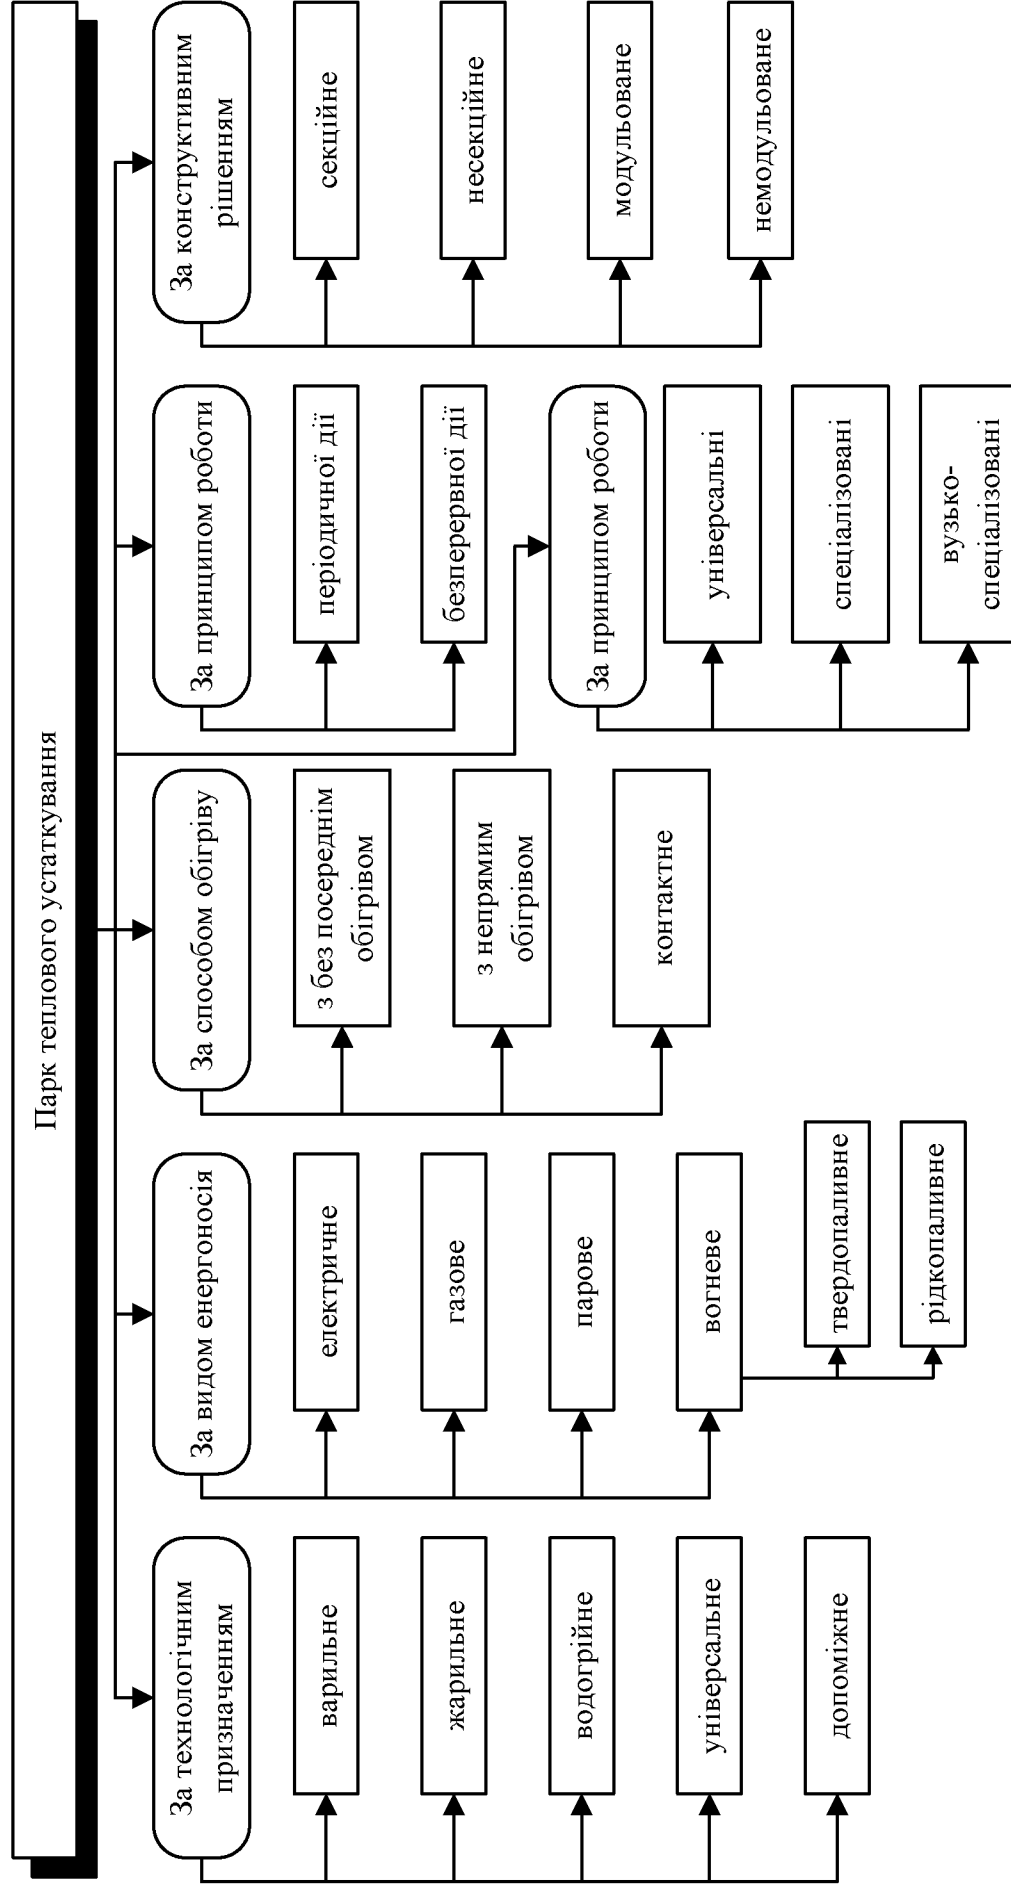 Парк теплового устаткування
За технологічним
призначенням
варильне
жарильне
водогрійне
універсальне
допоміжне
За видом енергоносія
електричне
газове
парове
вогневе
твердопаливне
рідкопаливне
За способом обігріву
з без посереднім
обігрівом
з непрямим
обігрівом
контактне
За принципом роботи
періодичної дії
безперервної дії
За принципом роботи
універсальні
спеціалізовані
вузько-
спеціалізовані
За конструктивним
рішенням
секційне
несекційне
модульоване
немодульоване